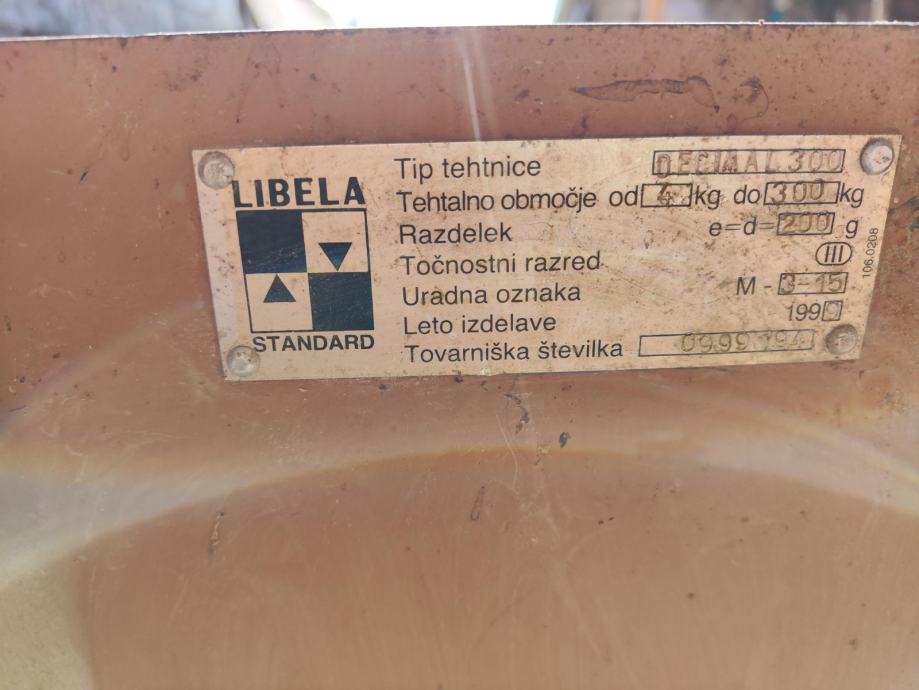 LIBELA
STANDARD
Tip tehtnice DECIMAL 300
Tehtalno območje od 4 kg do 300 kg
Razdelek e=d= 200 g
Točnostni razred III
Uradna oznaka M - 3-15
Leto izdelave
Tovarniška številka
106.0208